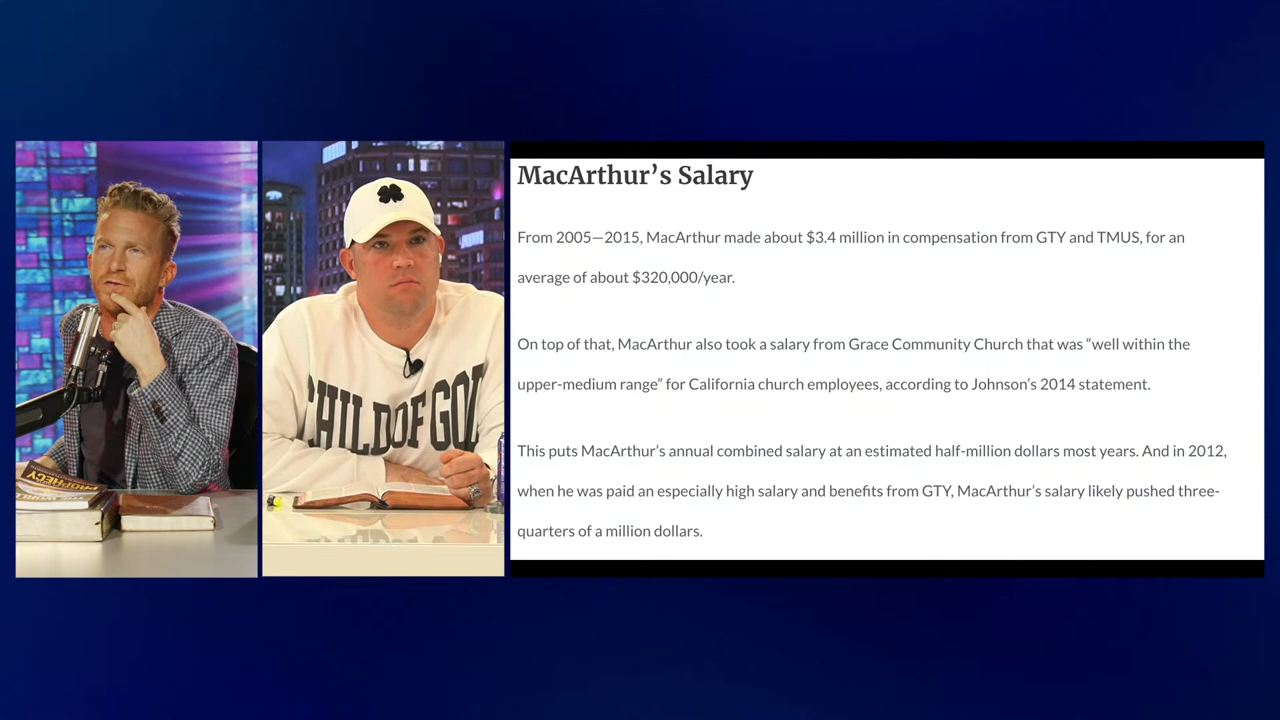 MacArthur’s Salary
From 2005—2015, MacArthur made about $3.4 million in compensation from GTY and TMUS, for an
average of about $320,000/year.
On top of that, MacArthur also took a salary from Grace Community Church that was “well within the
upper-medium range” for California church employees, according to Johnson’s 2014 statement.
This puts MacArthur’s annual combined salary at an estimated half-million dollars most years. And in 2012,
when he was paid an especially high salary and benefits from GTY, MacArthur’s salary likely pushed three-
quarters of a million dollars.
CHILD OF GOD
PROPHECY